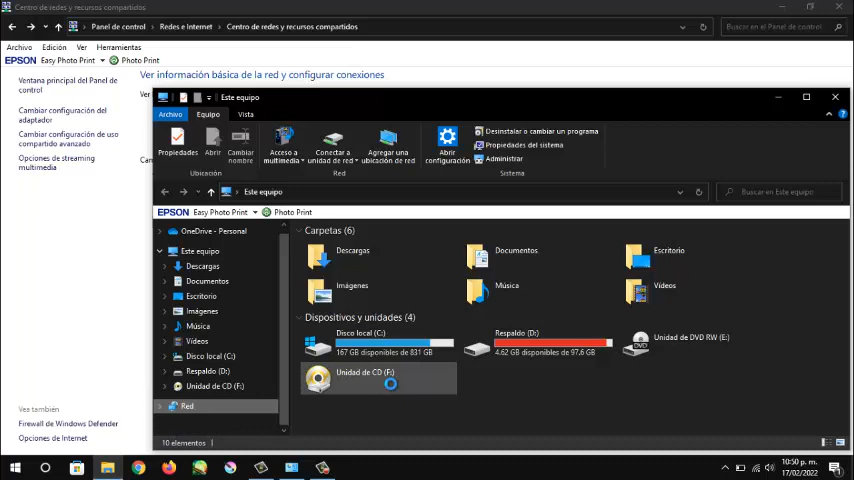 Centro de redes y recursos compartidos
Panel de control > Redes e Internet > Centro de redes y recursos compartidos
Buscar en el Panel de control
Archivo Edición Ver Herramientas
EPSON Easy Photo Print Photo Print
Ventana principal del Panel de
control
Cambiar configuración del
adaptador
Cambiar configuración de uso
compartido avanzado
Opciones de streaming
multimedia
Ver información básica de la red y configurar conexiones
Ver
Can
Vea también
Firewall de Windows Defender
Opciones de Internet
Este equipo
Archivo Equipo Vista
Propiedades
Abrir
Cambiar
nombre
Ubicación
Acceso a
multimedia
Conectar a
unidad de red
Agregar una
ubicación de red
Red
Abrir
configuración
Desinstalar o cambiar un programa
Propiedades del sistema
Administrar
Sistema
Este equipo
Buscar en Este equipo
EPSON Easy Photo Print Photo Print
OneDrive - Personal
Este equipo
Descargas
Documentos
Escritorio
Imágenes
Música
Vídeos
Disco local (C:)
Respaldo (D:)
Unidad de CD (F:)
Red
Carpetas (6)
Descargas
Documentos
Escritorio
Imágenes
Música
Vídeos
Dispositivos y unidades (4)
Disco local (C:)
167 GB disponibles de 831 GB
Respaldo (D:)
4.62 GB disponibles de 97.6 GB
DVD
Unidad de DVD RW (E:)
Unidad de CD (F:)
10 elementos
10:50 p. m.
17/02/2022
1